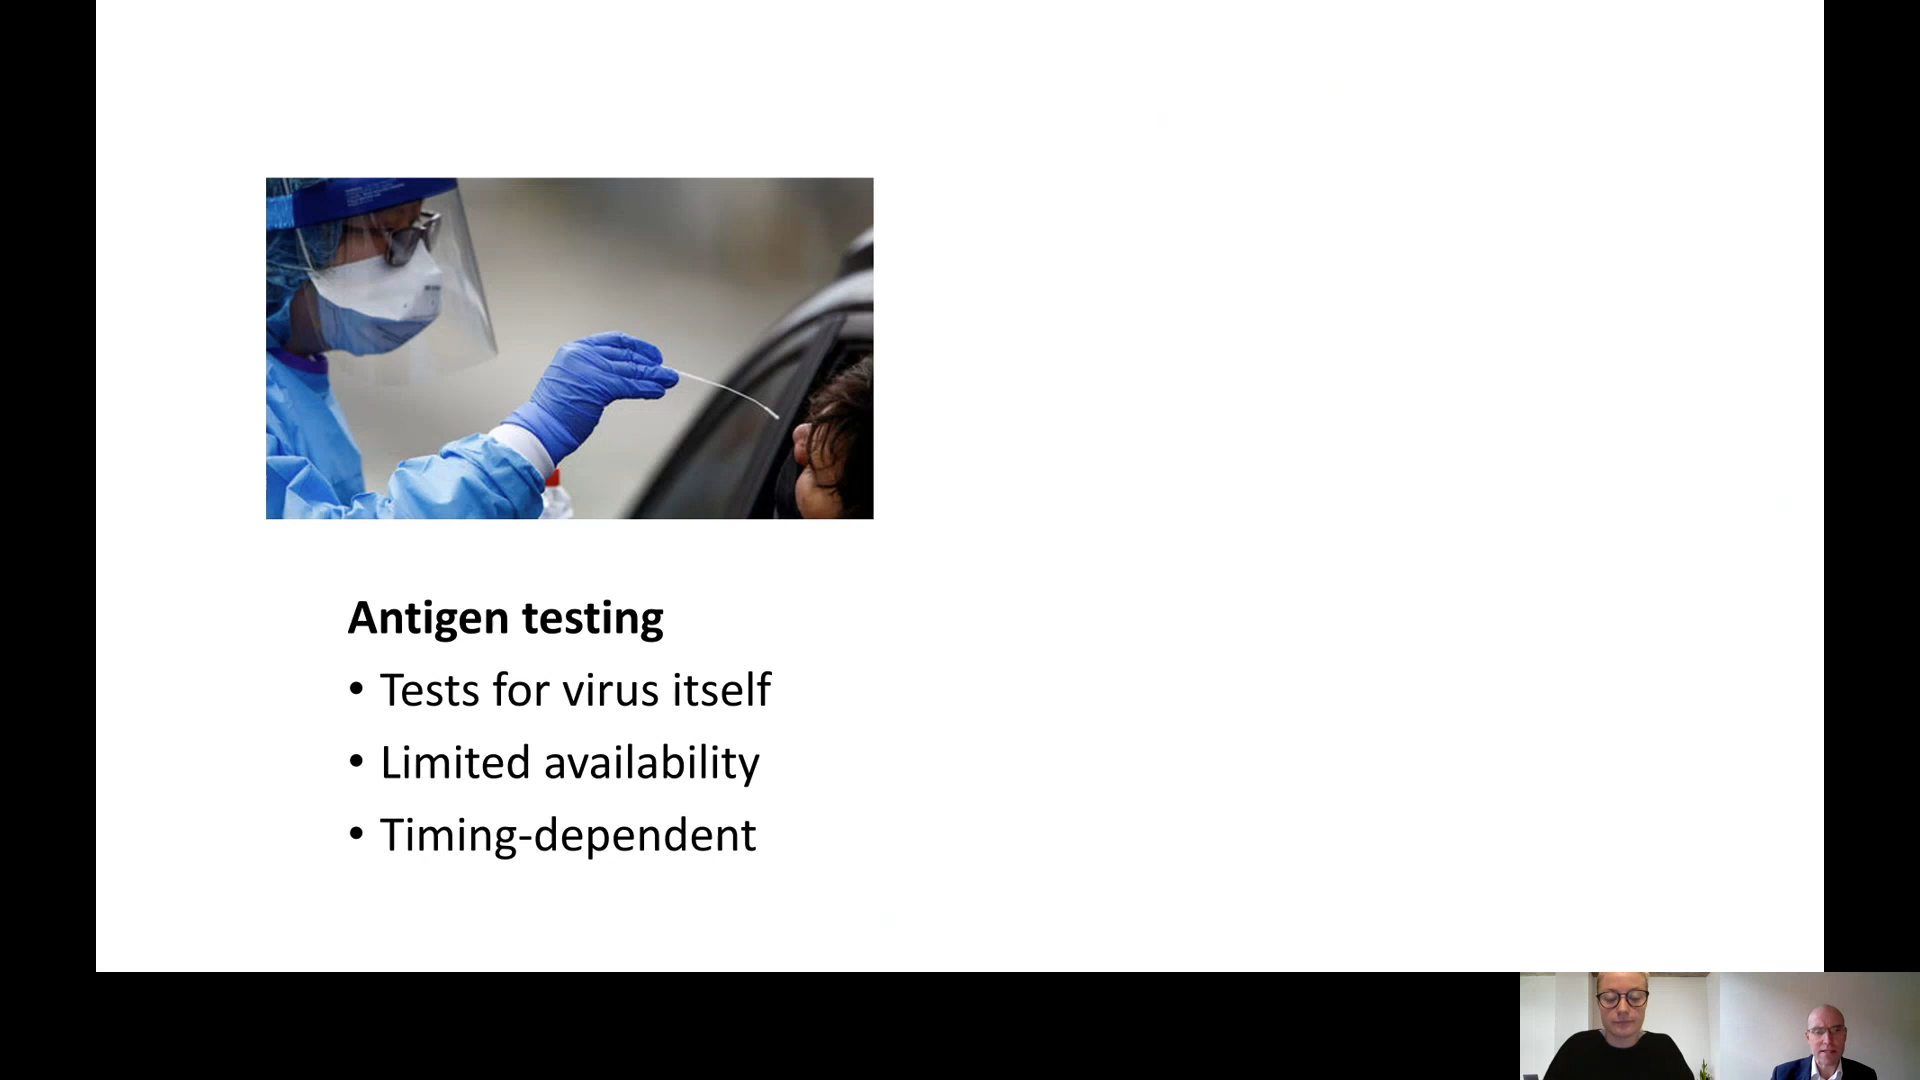 Antigen testing
• Tests for virus itself
• Limited availability
• Timing-dependent